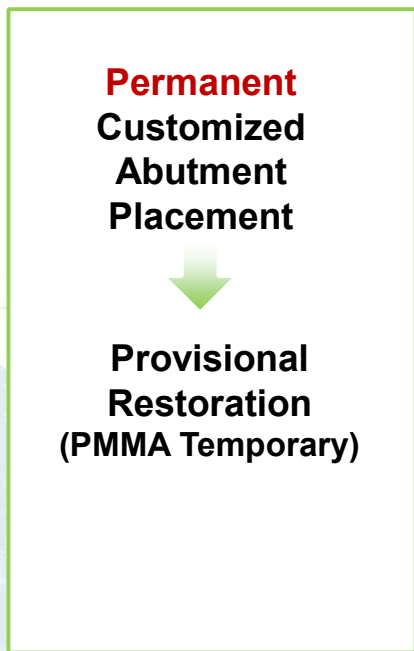 Permanent
Customized
Abutment
Placement
Provisional
Restoration
(PMMA Temporary)